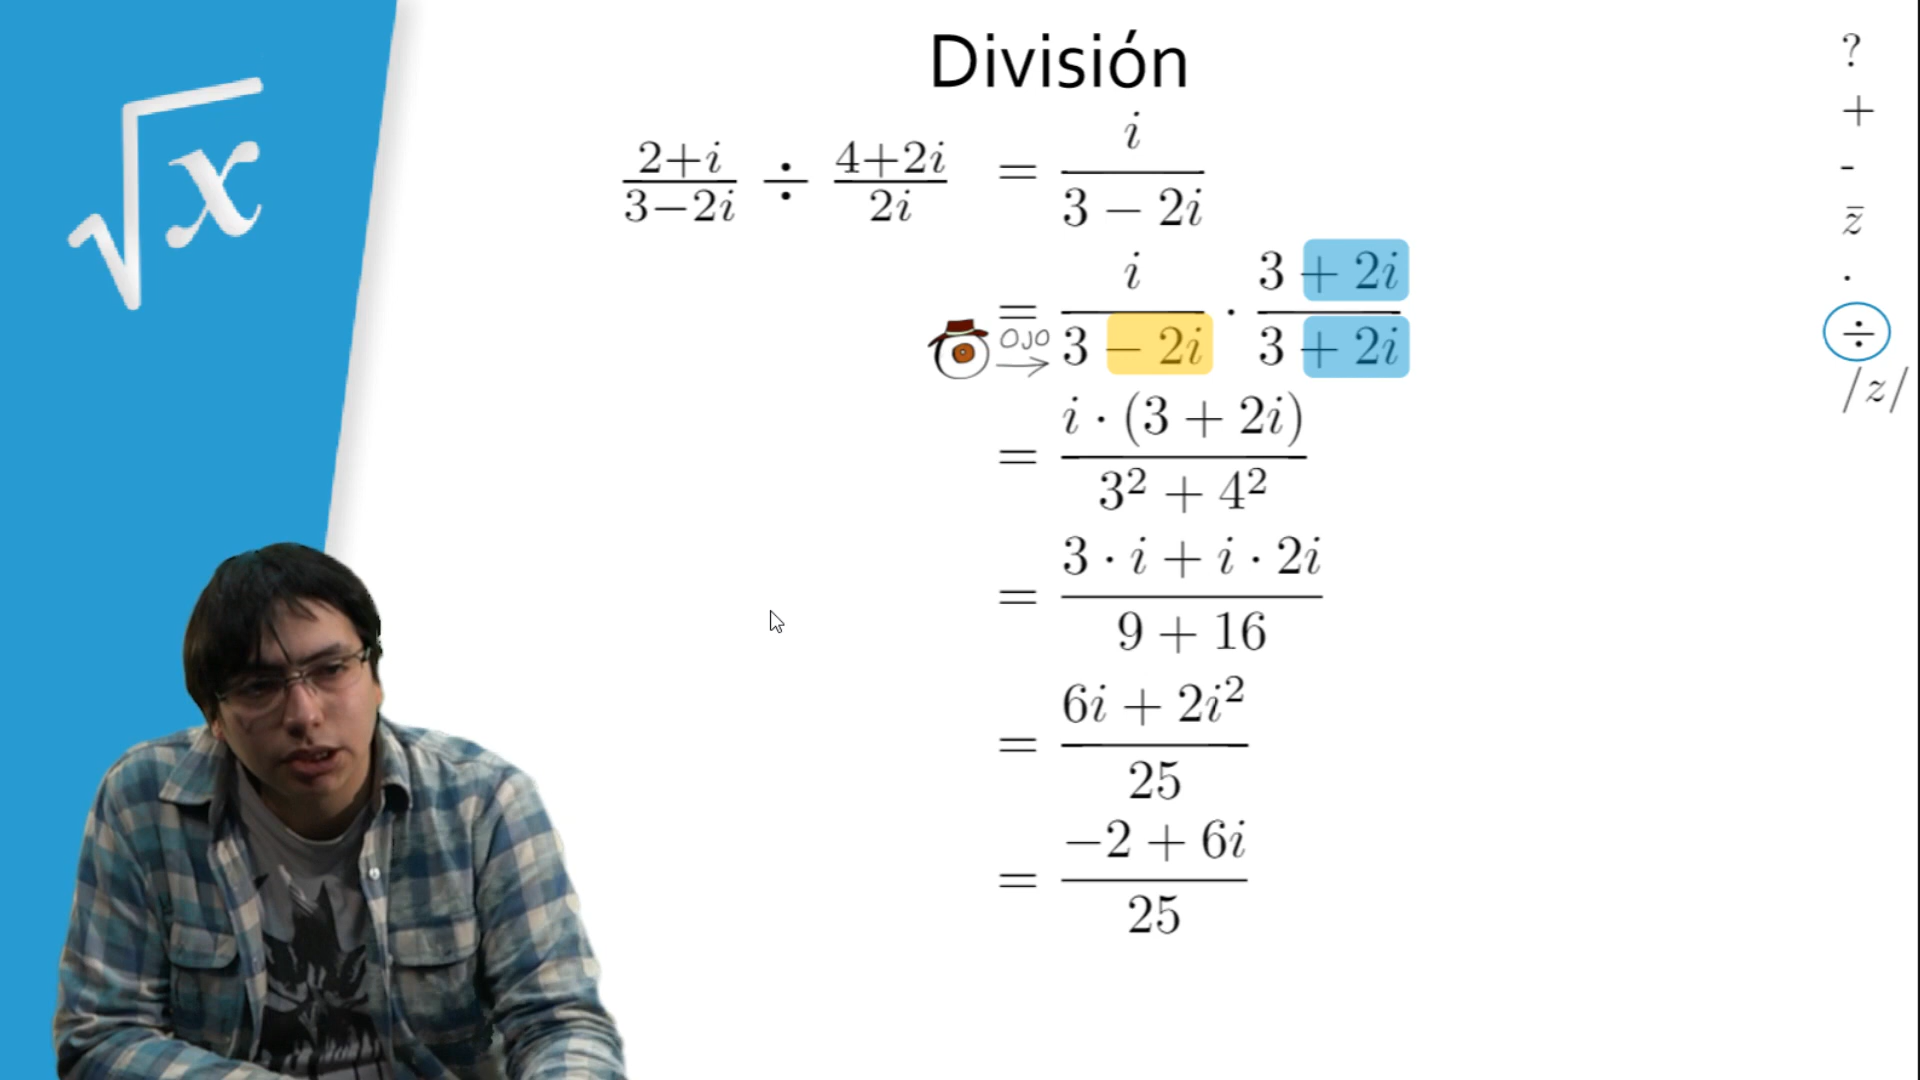 √x
División
(2+i)/(3−2i) ÷ (4+2i)/(2i) = i/(3 − 2i)
= i/(3 − 2i) · (3 + 2i)/(3 + 2i)
OJO
= (i · (3 + 2i))/(3² + 4²)
= (3 · i + i · 2i)/(9 + 16)
= (6i + 2i²)/25
= (−2 + 6i)/25
?
+
-
z̄
·
÷
/z/